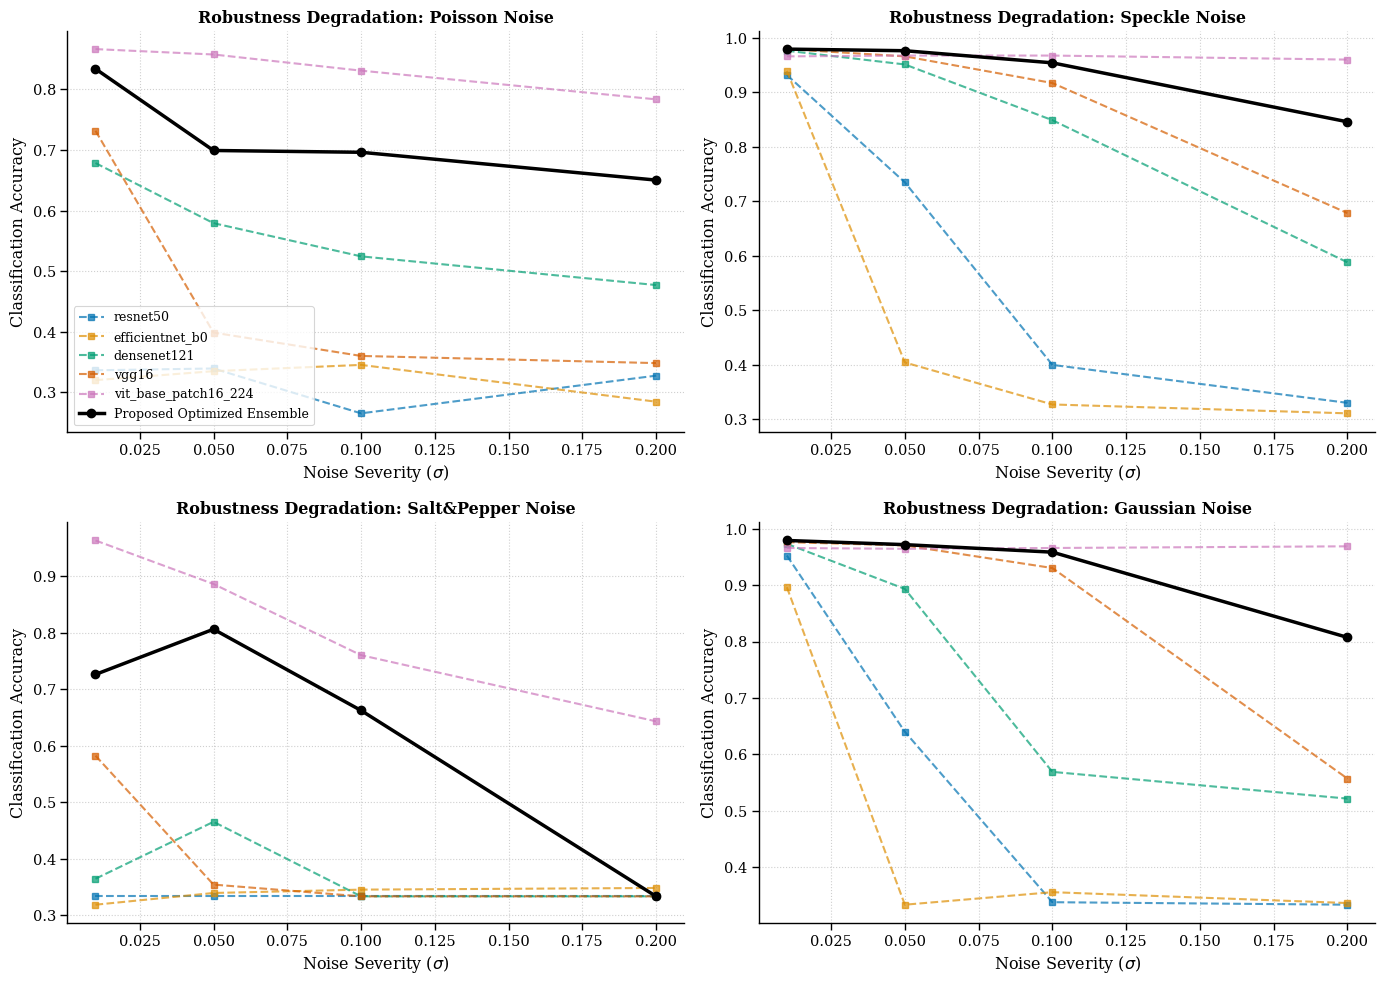 Robustness Degradation: Poisson Noise
Classification Accuracy
0.8
0.7
0.6
0.5
0.4
0.3
resnet50
efficientnet_b0
densenet121
vgg16
vit_base_patch16_224
Proposed Optimized Ensemble
0.025 0.050 0.075 0.100 0.125 0.150 0.175 0.200
Noise Severity (σ)
Robustness Degradation: Speckle Noise
Classification Accuracy
1.0
0.9
0.8
0.7
0.6
0.5
0.4
0.3
0.025 0.050 0.075 0.100 0.125 0.150 0.175 0.200
Noise Severity (σ)
Robustness Degradation: Salt&Pepper Noise
Classification Accuracy
0.9
0.8
0.7
0.6
0.5
0.4
0.3
0.025 0.050 0.075 0.100 0.125 0.150 0.175 0.200
Noise Severity (σ)
Robustness Degradation: Gaussian Noise
Classification Accuracy
1.0
0.9
0.8
0.7
0.6
0.5
0.4
0.025 0.050 0.075 0.100 0.125 0.150 0.175 0.200
Noise Severity (σ)